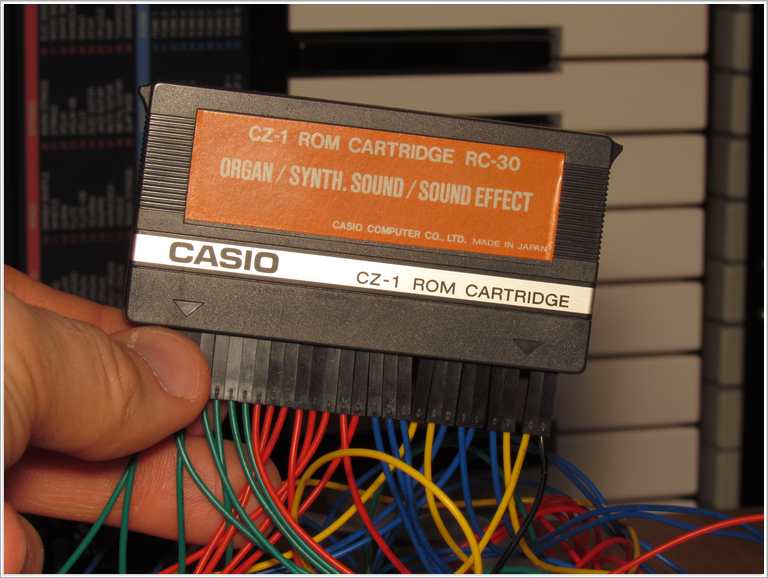 CZ-1 ROM CARTRIDGE RC-30
ORGAN / SYNTH. SOUND / SOUND EFFECT
CASIO COMPUTER CO., LTD. MADE IN JAPAN
CASIO CZ-1 ROM CARTRIDGE